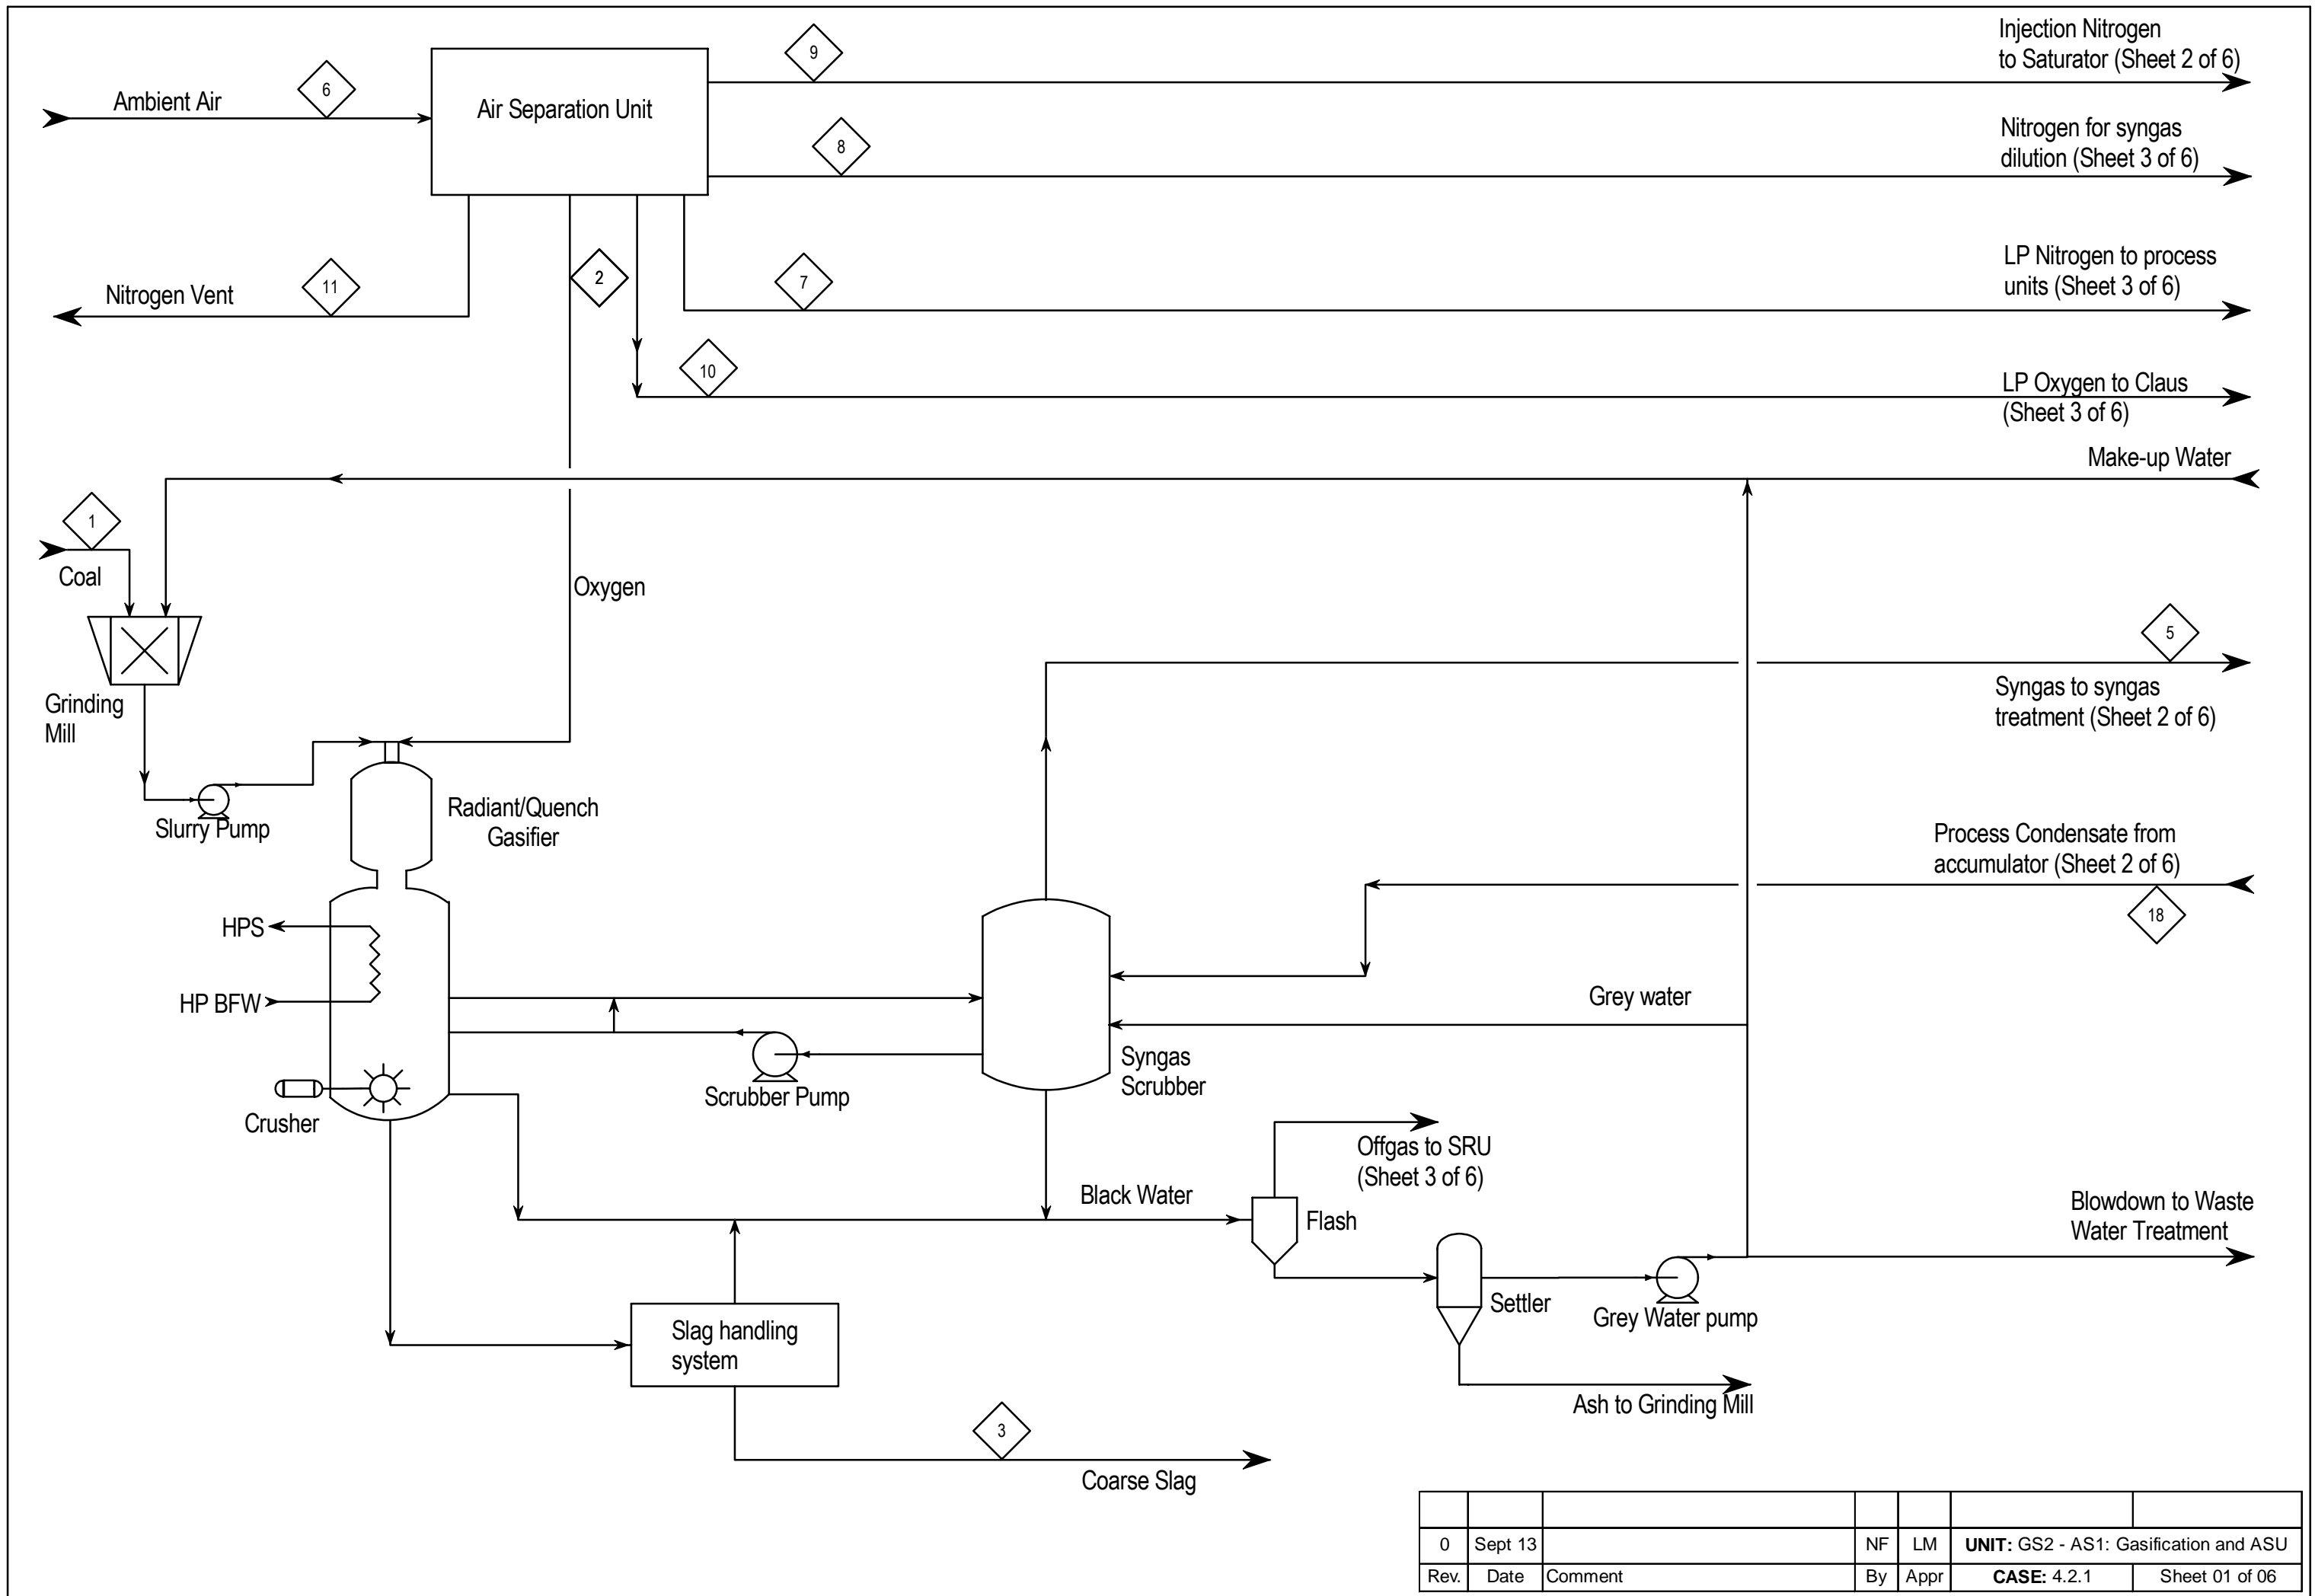 Injection Nitrogen
to Saturator (Sheet 2 of 6)
9
6
Ambient Air
Air Separation Unit
Nitrogen for syngas
dilution (Sheet 3 of 6)
8
LP Nitrogen to process
units (Sheet 3 of 6)
11
2
7
Nitrogen Vent
10
LP Oxygen to Claus
(Sheet 3 of 6)
Make-up Water
1
Coal
Oxygen
5
Grinding
Mill
Syngas to syngas
treatment (Sheet 2 of 6)
Radiant/Quench
Gasifier
Slurry Pump
Process Condensate from
accumulator (Sheet 2 of 6)
18
HPS
HP BFW
Grey water
Syngas
Scrubber
Scrubber Pump
Crusher
Offgas to SRU
(Sheet 3 of 6)
Black Water
Flash
Blowdown to Waste
Water Treatment
Settler
Grey Water pump
Slag handling
system
Ash to Grinding Mill
3
Coarse Slag
0 Sept 13 NF LM UNIT: GS2 - AS1: Gasification and ASU
Rev. Date Comment By Appr CASE: 4.2.1 Sheet 01 of 06